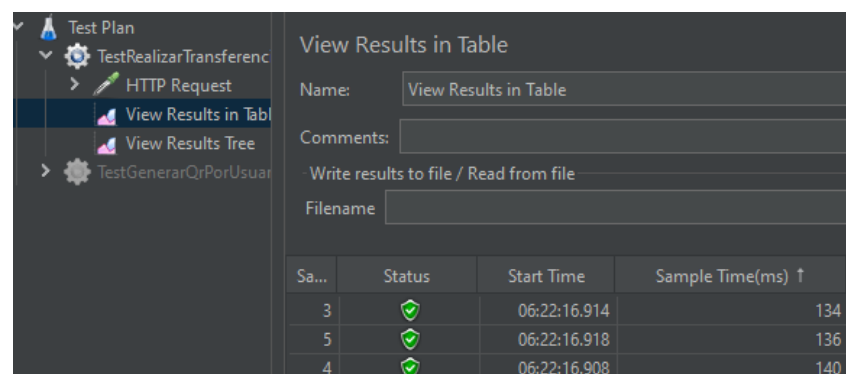 Test Plan
TestRealizarTransferenc
HTTP Request
View Results in Tabl
View Results Tree
TestGenerarQrPorUsuar
View Results in Table
Name: View Results in Table
Comments:
Write results to file / Read from file
Filename
Sa... Status Start Time Sample Time(ms) ↑
3 06:22:16.914 134
5 06:22:16.918 136
4 06:22:16.908 140